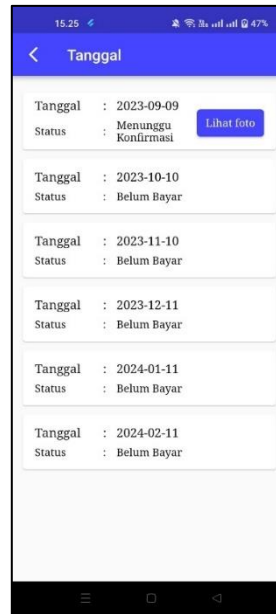 15.25 47%
Tanggal
Tanggal : 2023-09-09
Status : Menunggu Konfirmasi
Lihat foto
Tanggal : 2023-10-10
Status : Belum Bayar
Tanggal : 2023-11-10
Status : Belum Bayar
Tanggal : 2023-12-11
Status : Belum Bayar
Tanggal : 2024-01-11
Status : Belum Bayar
Tanggal : 2024-02-11
Status : Belum Bayar